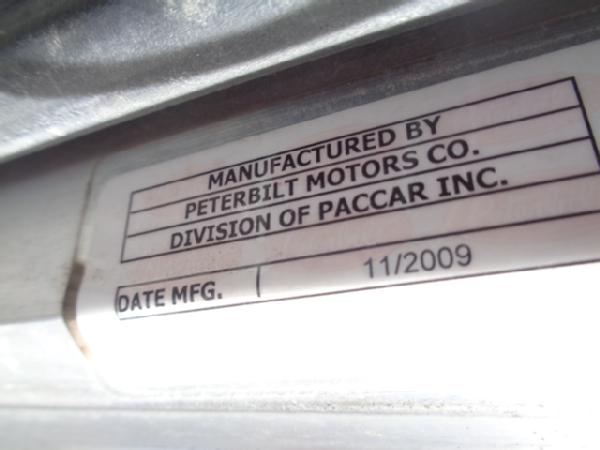 MANUFACTURED BY
PETERBILT MOTORS CO.
DIVISION OF PACCAR INC.
DATE MFG. 11/2009